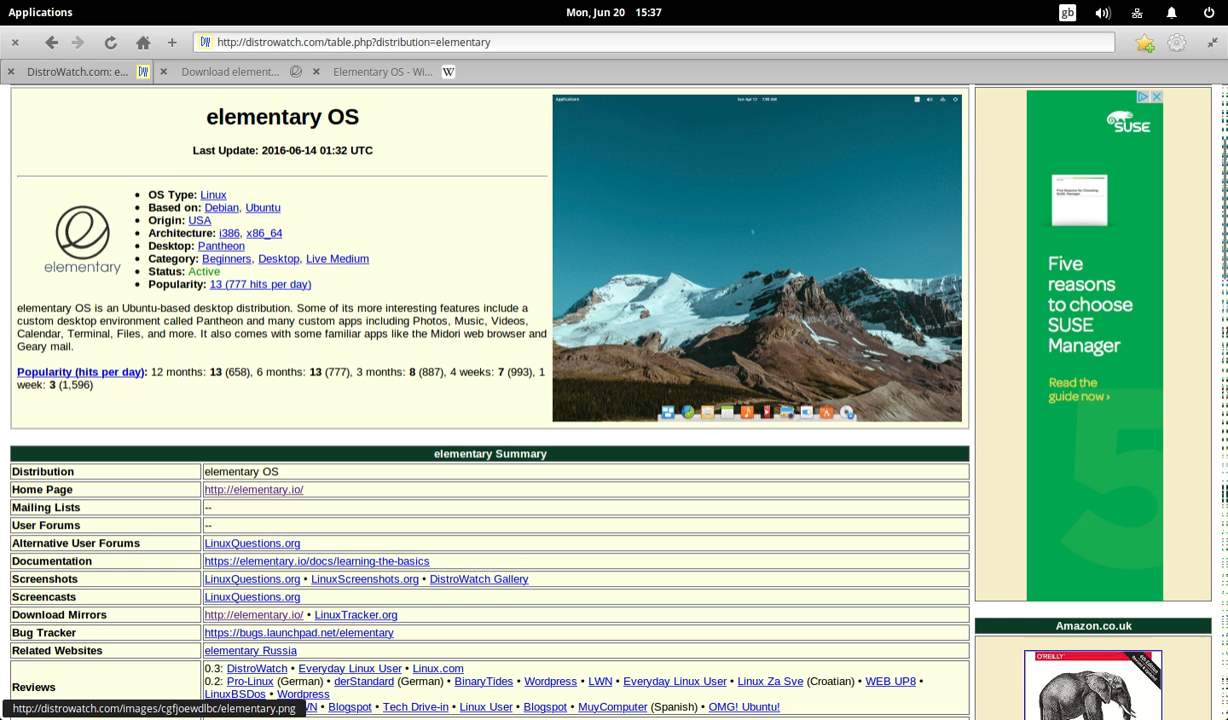 Applications
Mon, Jun 20 15:37
gb
http://distrowatch.com/table.php?distribution=elementary
DistroWatch.com: e...
Download element...
Elementary OS - Wi...
elementary OS
Last Update: 2016-06-14 01:32 UTC
elementary
• OS Type: Linux
• Based on: Debian, Ubuntu
• Origin: USA
• Architecture: i386, x86_64
• Desktop: Pantheon
• Category: Beginners, Desktop, Live Medium
• Status: Active
• Popularity: 13 (777 hits per day)
elementary OS is an Ubuntu-based desktop distribution. Some of its more interesting features include a
custom desktop environment called Pantheon and many custom apps including Photos, Music, Videos,
Calendar, Terminal, Files, and more. It also comes with some familiar apps like the Midori web browser and
Geary mail.
Popularity (hits per day): 12 months: 13 (658), 6 months: 13 (777), 3 months: 8 (887), 4 weeks: 7 (993), 1
week: 3 (1,596)
Applications
elementary Summary
Distribution elementary OS
Home Page http://elementary.io/
Mailing Lists --
User Forums --
Alternative User Forums LinuxQuestions.org
Documentation https://elementary.io/docs/learning-the-basics
Screenshots LinuxQuestions.org • LinuxScreenshots.org • DistroWatch Gallery
Screencasts LinuxQuestions.org
Download Mirrors http://elementary.io/ • LinuxTracker.org
Bug Tracker https://bugs.launchpad.net/elementary
Related Websites elementary Russia
Reviews
0.3: DistroWatch • Everyday Linux User • Linux.com
0.2: Pro-Linux (German) • derStandard (German) • BinaryTides • Wordpress • LWN • Everyday Linux User • Linux Za Sve (Croatian) • WEB UP8 •
LinuxBSDos • Wordpress
• Blogspot • Tech Drive-in • Linux User • Blogspot • MuyComputer (Spanish) • OMG! Ubuntu!
http://distrowatch.com/images/cgfjoewdlbc/elementary.png
SUSE
Five Reasons for Choosing
SUSE Manager
Five
reasons
to choose
SUSE
Manager
Read the
guide now ›
5
Amazon.co.uk
O'REILLY